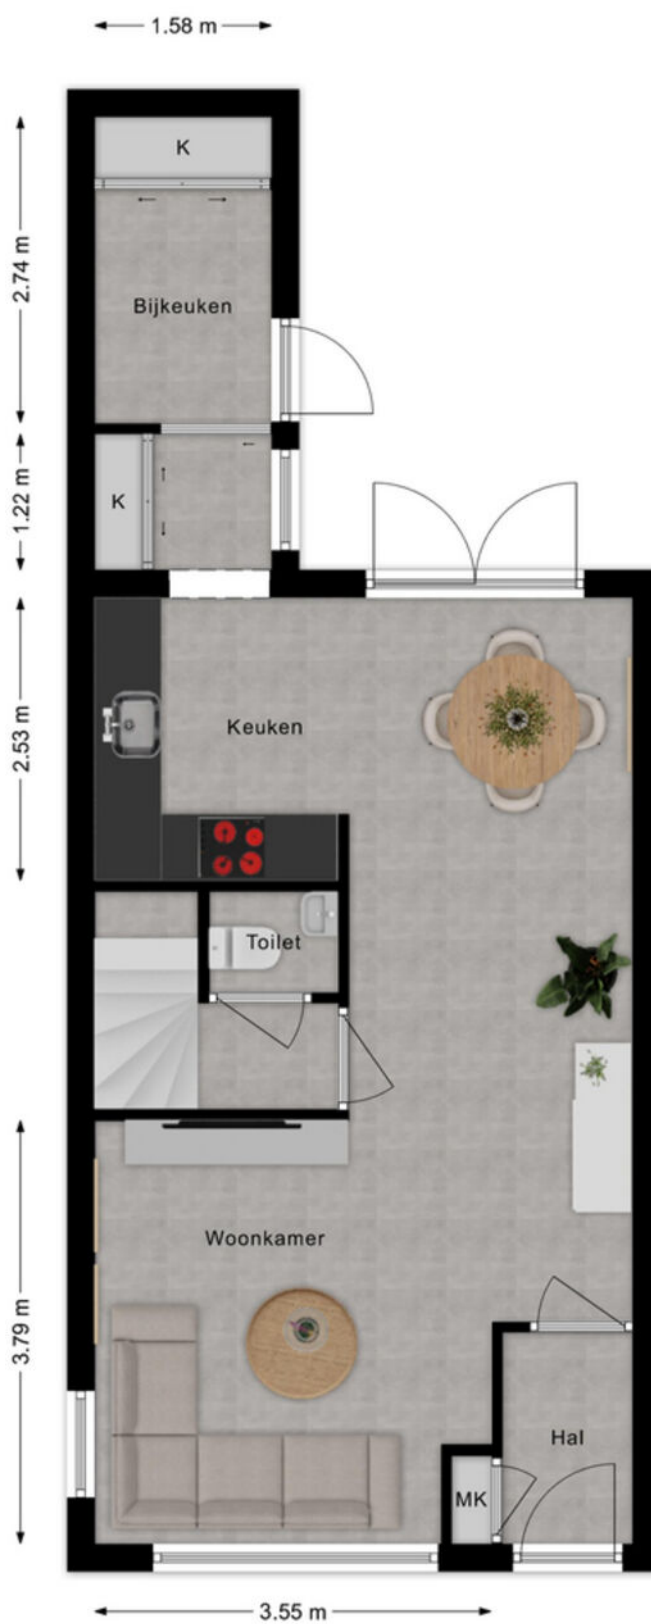 1.58 m
K
2.74 m
Bijkeuken
1.22 m
K
2.53 m
Keuken
Toilet
Woonkamer
3.79 m
Hal
MK
3.55 m